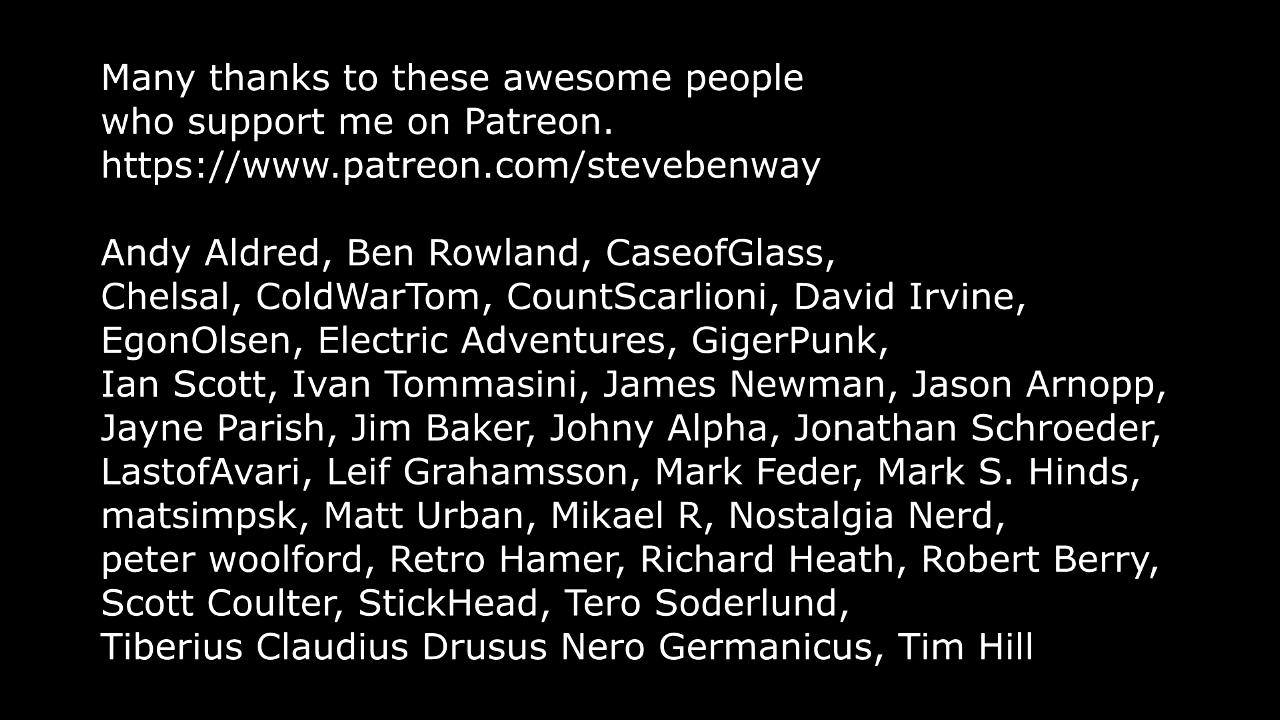 Many thanks to these awesome people
who support me on Patreon.
https://www.patreon.com/stevebenway
Andy Aldred, Ben Rowland, CaseofGlass,
Chelsal, ColdWarTom, CountScarlioni, David Irvine,
EgonOlsen, Electric Adventures, GigerPunk,
Ian Scott, Ivan Tommasini, James Newman, Jason Arnopp,
Jayne Parish, Jim Baker, Johny Alpha, Jonathan Schroeder,
LastofAvari, Leif Grahamsson, Mark Feder, Mark S. Hinds,
matsimpsk, Matt Urban, Mikael R, Nostalgia Nerd,
peter woolford, Retro Hamer, Richard Heath, Robert Berry,
Scott Coulter, StickHead, Tero Soderlund,
Tiberius Claudius Drusus Nero Germanicus, Tim Hill